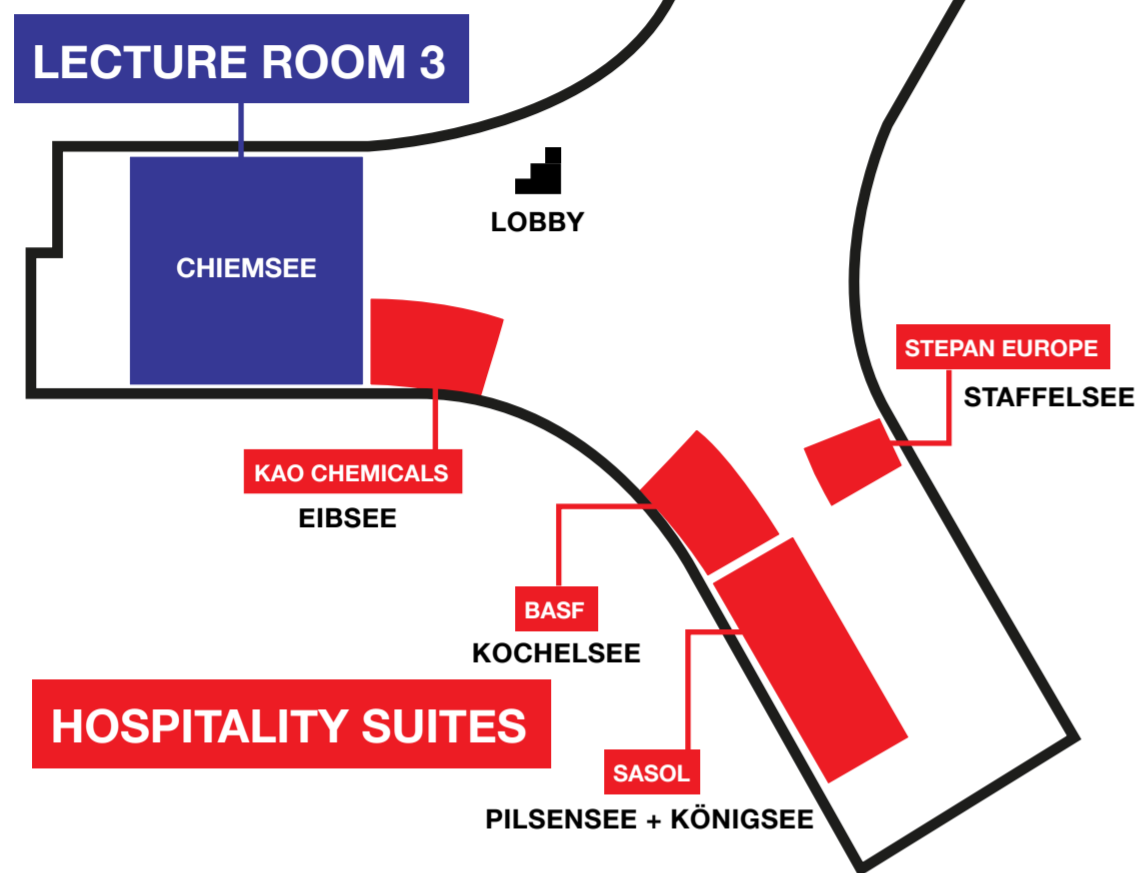 LECTURE ROOM 3
LOBBY
CHIEMSEE
STEPAN EUROPE
STAFFELSEE
KAO CHEMICALS
EIBSEE
BASF
KOCHELSEE
HOSPITALITY SUITES
SASOL
PILSENSEE + KÖNIGSEE